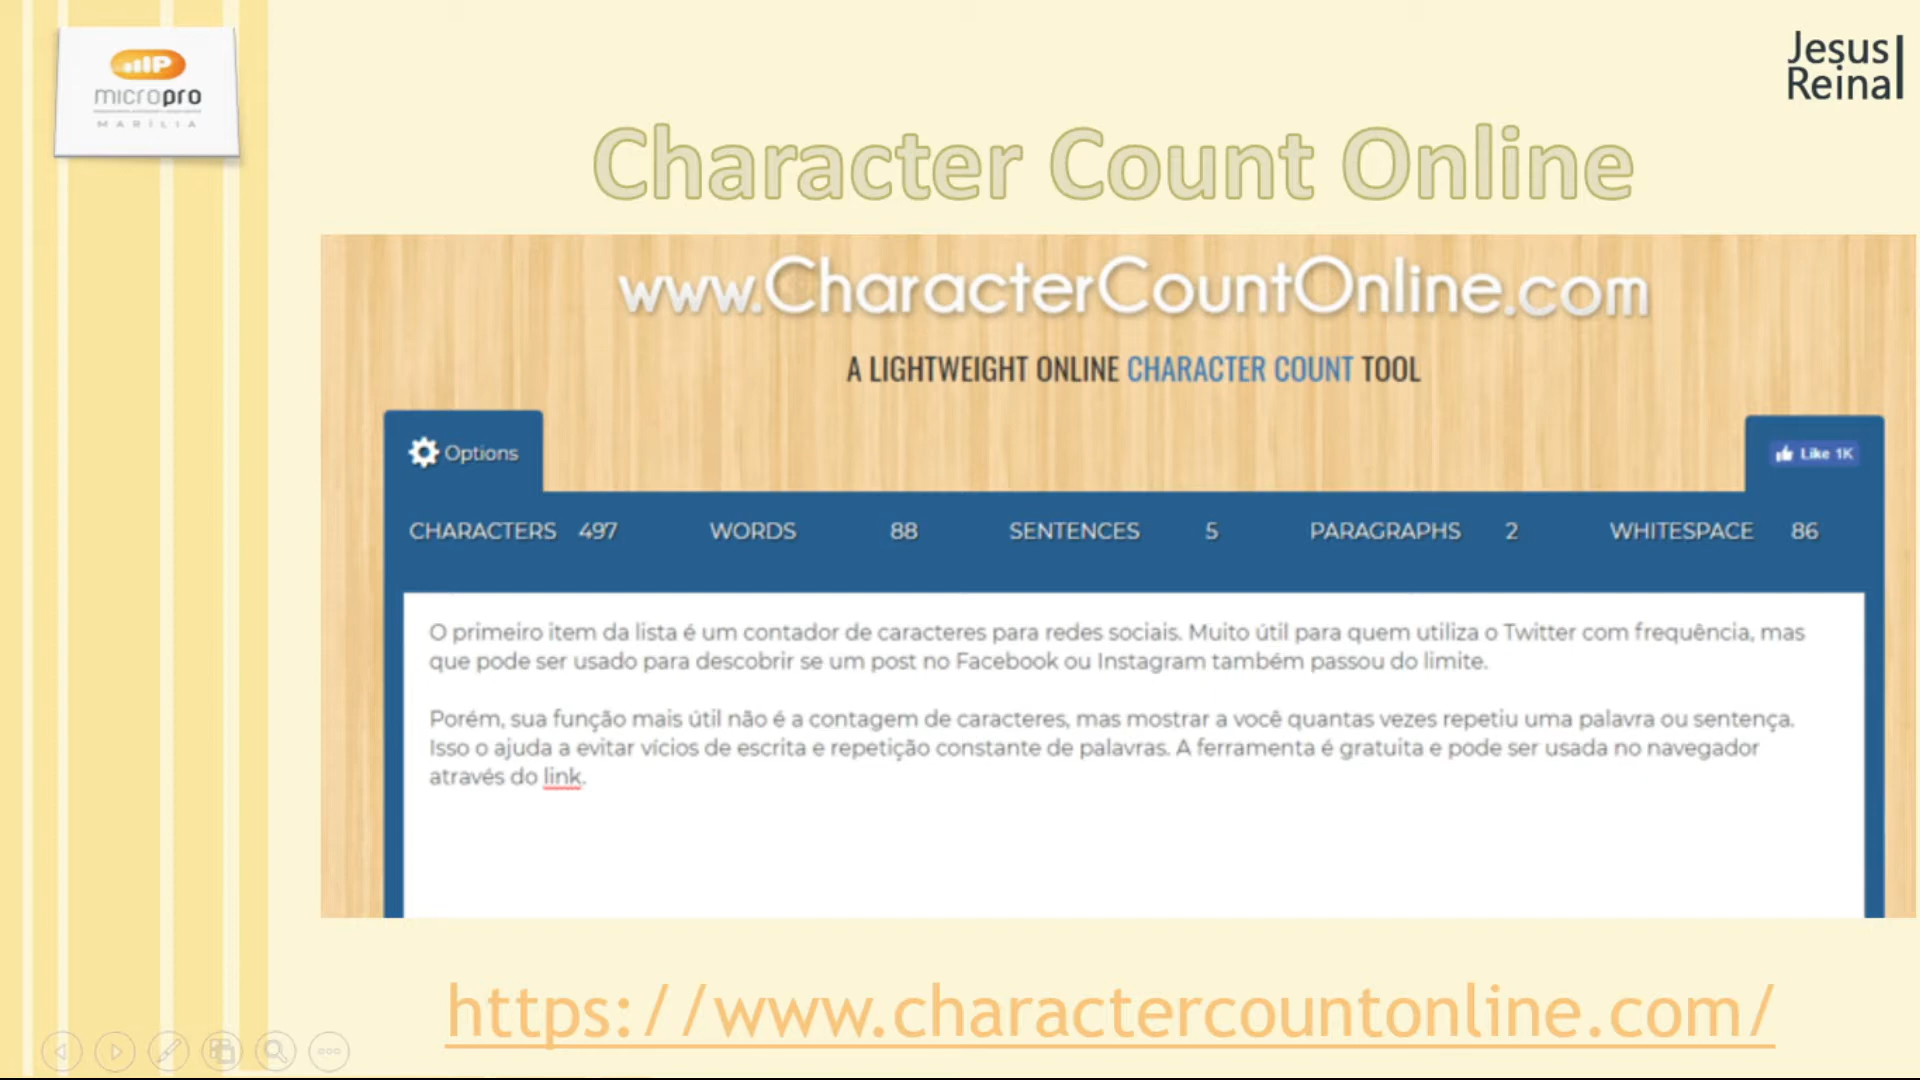 micropro
MARÍLIA
Jesus
Reinal
Character Count Online
www.CharacterCountOnline.com
A LIGHTWEIGHT ONLINE CHARACTER COUNT TOOL
Options
Like 1K
CHARACTERS 497 WORDS 88 SENTENCES 5 PARAGRAPHS 2 WHITESPACE 86
O primeiro item da lista é um contador de caracteres para redes sociais. Muito útil para quem utiliza o Twitter com frequência, mas
que pode ser usado para descobrir se um post no Facebook ou Instagram também passou do limite.
Porém, sua função mais útil não é a contagem de caracteres, mas mostrar a você quantas vezes repetiu uma palavra ou sentença.
Isso o ajuda a evitar vícios de escrita e repetição constante de palavras. A ferramenta é gratuita e pode ser usada no navegador
através do link.
https://www.charactercountonline.com/